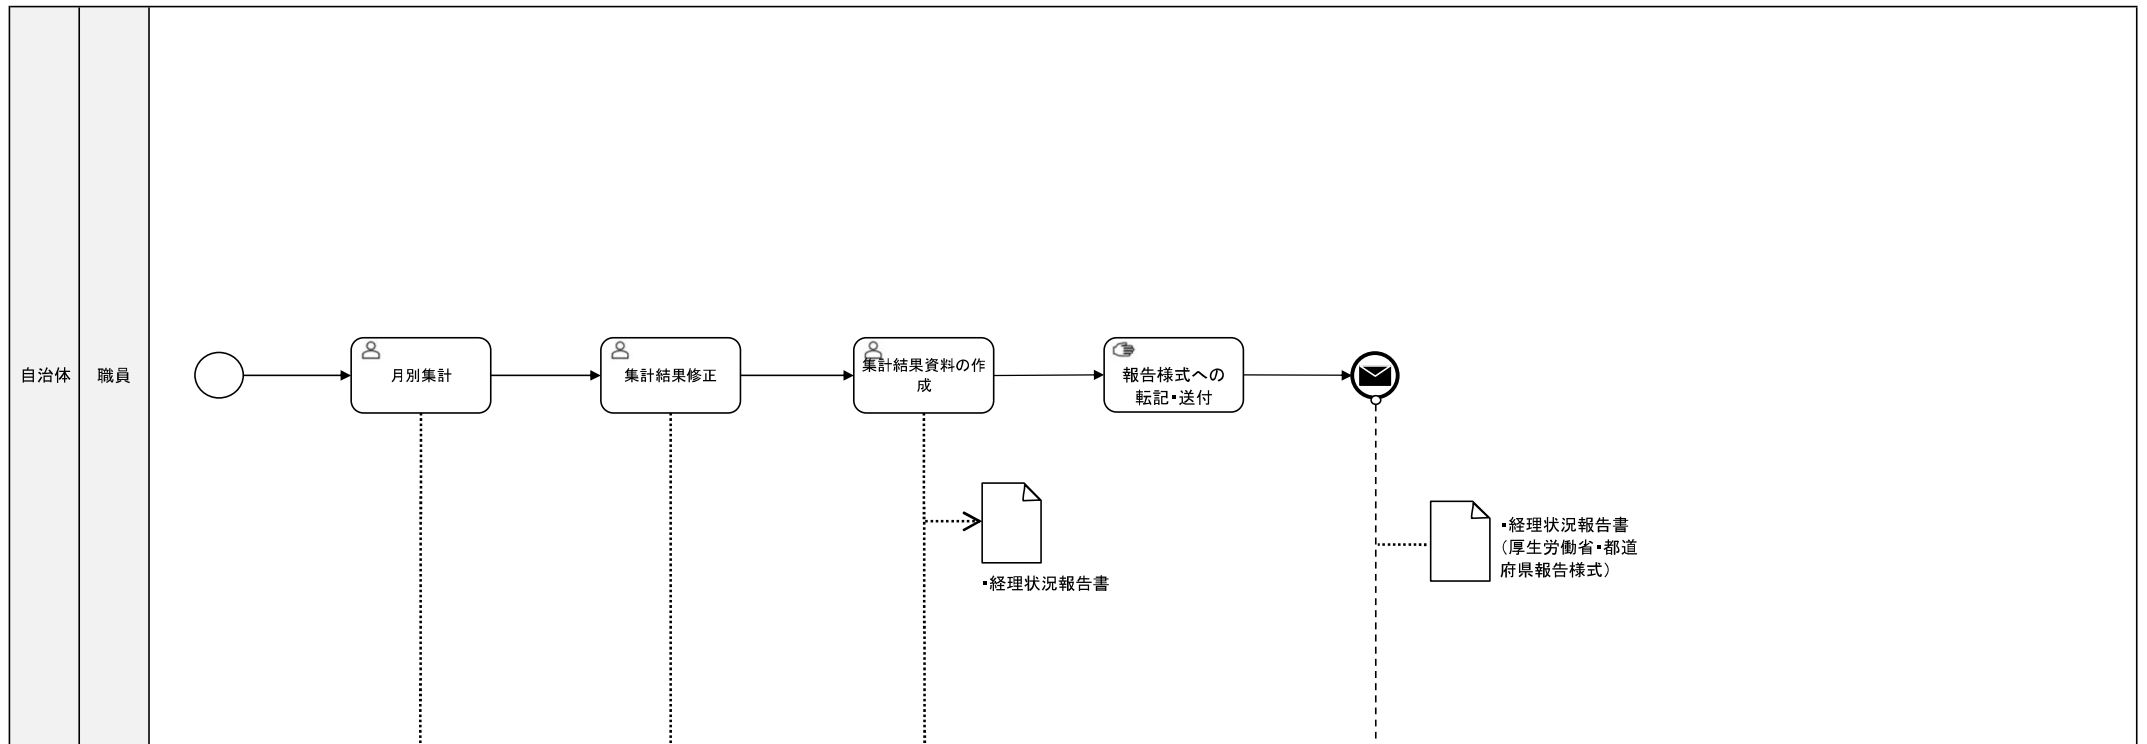 自治体
職員
月別集計
集計結果修正
集計結果資料の作
成
報告様式への
転記・送付
・経理状況報告書
・経理状況報告書
（厚生労働省・都道
府県報告様式）